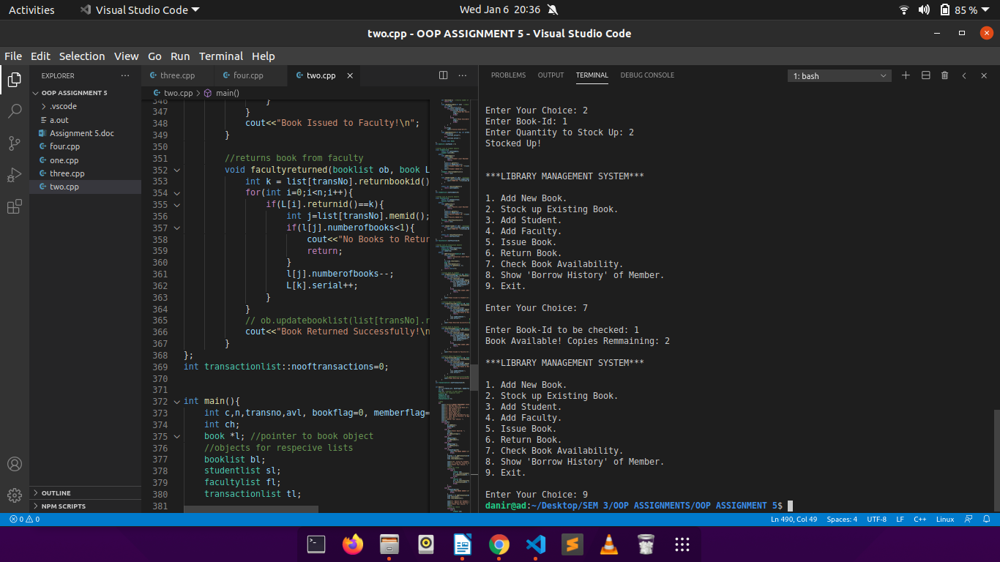 Activities
Visual Studio Code
Wed Jan 6 20:36
85 %
two.cpp - OOP ASSIGNMENT 5 - Visual Studio Code
File Edit Selection View Go Run Terminal Help
EXPLORER
OOP ASSIGNMENT 5
.vscode
a.out
Assignment 5.doc
four.cpp
one.cpp
three.cpp
two.cpp
OUTLINE
NPM SCRIPTS
three.cpp
four.cpp
two.cpp
two.cpp > main()
346 }
347 }
348 cout<<"Book Issued to Faculty!\n";
349 }
350
351 //returns book from faculty
352 void facultyreturned(booklist ob, book L
353 int k = list[transNo].returnbookid()
354 for(int i=0;i<n;i++){
355 if(L[i].returnid()==k){
356 int j=list[transNo].memid();
357 if(l[j].numberofbooks<1){
358 cout<<"No Books to Retur
359 return;
360 }
361 l[j].numberofbooks--;
362 L[k].serial++;
363 }
364 }
365 // ob.updatebooklist(list[transNo].r
366 cout<<"Book Returned Successfully!\n
367 }
368 };
369 int transactionlist::nooftransactions=0;
370
371
372 int main(){
373 int c,n,transno,avl, bookflag=0, memberflag=
374 int ch;
375 book *l; //pointer to book object
376 //objects for respecive lists
377 booklist bl;
378 studentlist sl;
379 facultylist fl;
380 transactionlist tl;
381
PROBLEMS OUTPUT TERMINAL DEBUG CONSOLE
1: bash
Enter Your Choice: 2
Enter Book-Id: 1
Enter Quantity to Stock Up: 2
Stocked Up!
***LIBRARY MANAGEMENT SYSTEM***
1. Add New Book.
2. Stock up Existing Book.
3. Add Student.
4. Add Faculty.
5. Issue Book.
6. Return Book.
7. Check Book Availability.
8. Show 'Borrow History' of Member.
9. Exit.
Enter Your Choice: 7
Enter Book-Id to be checked: 1
Book Available! Copies Remmaining: 2
***LIBRARY MANAGEMENT SYSTEM***
1. Add New Book.
2. Stock up Existing Book.
3. Add Student.
4. Add Faculty.
5. Issue Book.
6. Return Book.
7. Check Book Availability.
8. Show 'Borrow History' of Member.
9. Exit.
Enter Your Choice: 9
danir@ad:~/Desktop/SEM 3/OOP ASSIGNMENTS/OOP ASSIGNMENT 5$
0 0
Ln 490, Col 49 Spaces: 4 UTF-8 LF C++ Linux